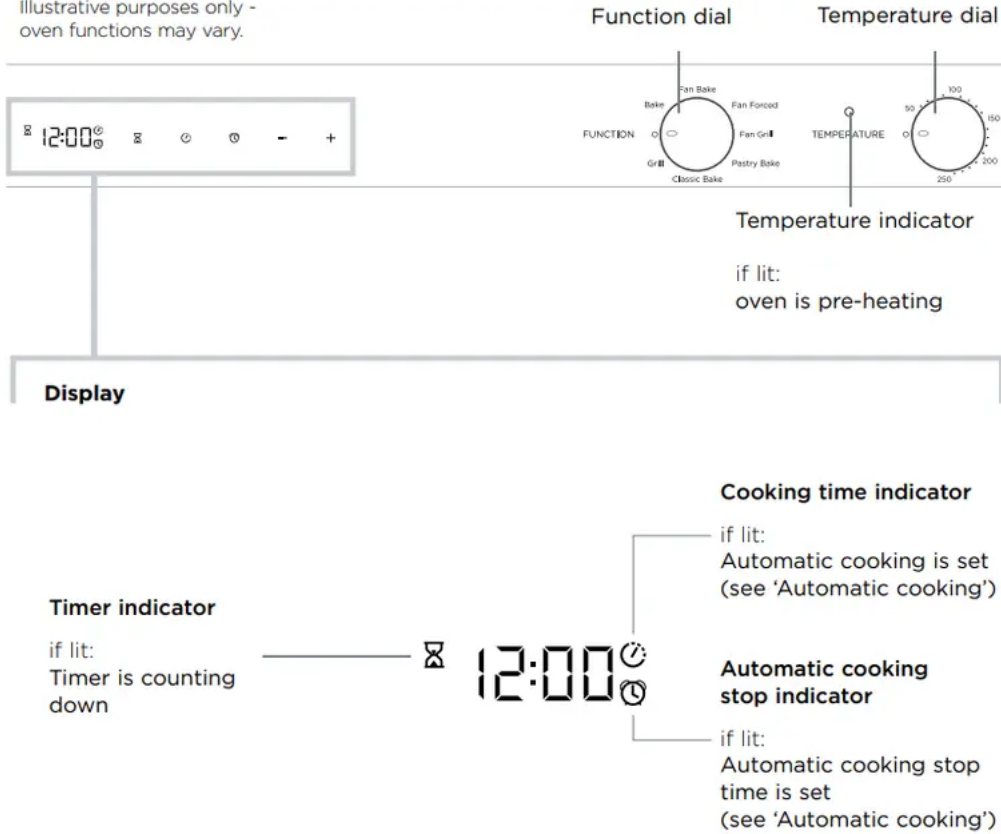 Illustrative purposes only -
oven functions may vary.
Function dial
Temperature dial
12:00
- +
FUNCTION
Bake
Fan Bake
Fan Forced
Fan Grill
Pastry Bake
Classic Bake
Grill
TEMPERATURE
50
100
150
200
250
Temperature indicator
if lit:
oven is pre-heating
Display
Cooking time indicator
if lit:
Automatic cooking is set
(see ‘Automatic cooking’)
Timer indicator
if lit:
Timer is counting
down
12:00
Automatic cooking
stop indicator
if lit:
Automatic cooking stop
time is set
(see ‘Automatic cooking’)